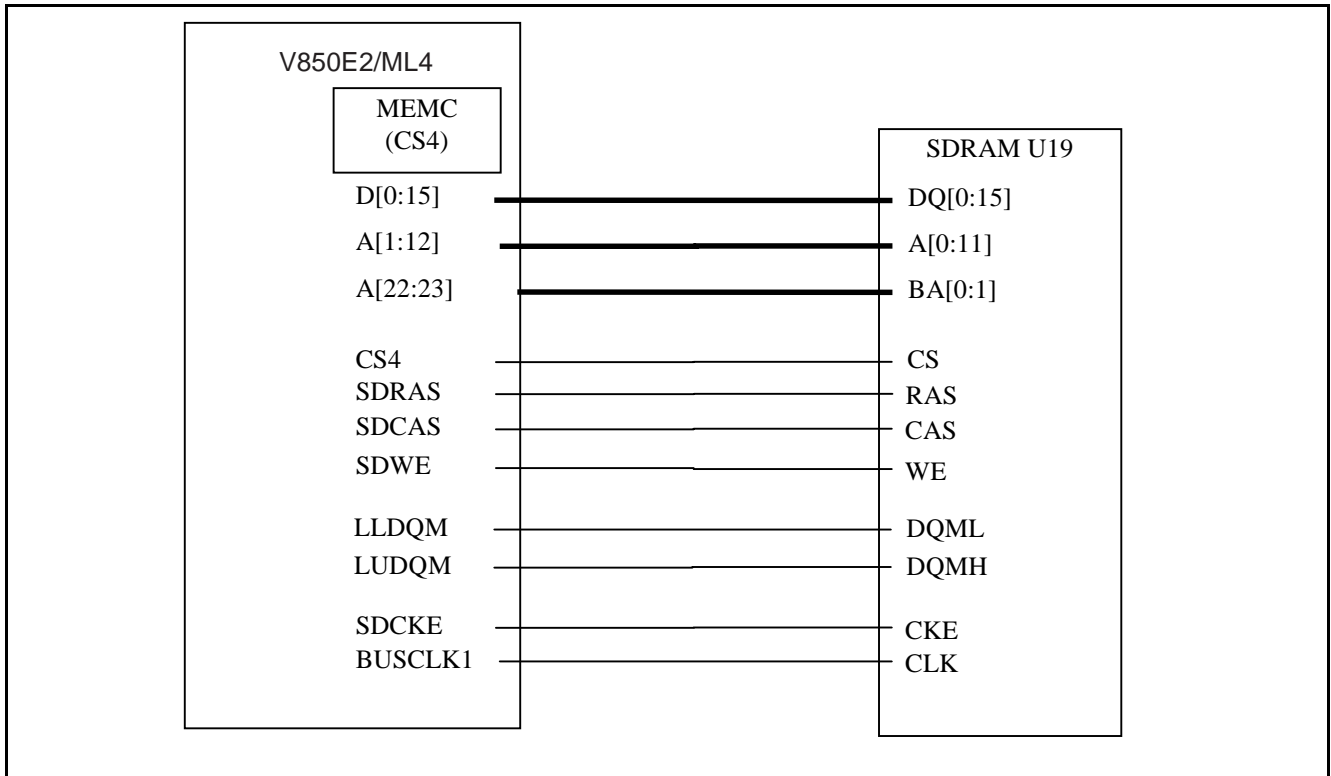 V850E2/ML4
MEMC
(CS4)
SDRAM U19
D[0:15]
DQ[0:15]
A[1:12]
A[0:11]
A[22:23]
BA[0:1]
CS4
CS
SDRAS
RAS
SDCAS
CAS
SDWE
WE
LLDQM
DQML
LUDQM
DQMH
SDCKE
CKE
BUSCLK1
CLK